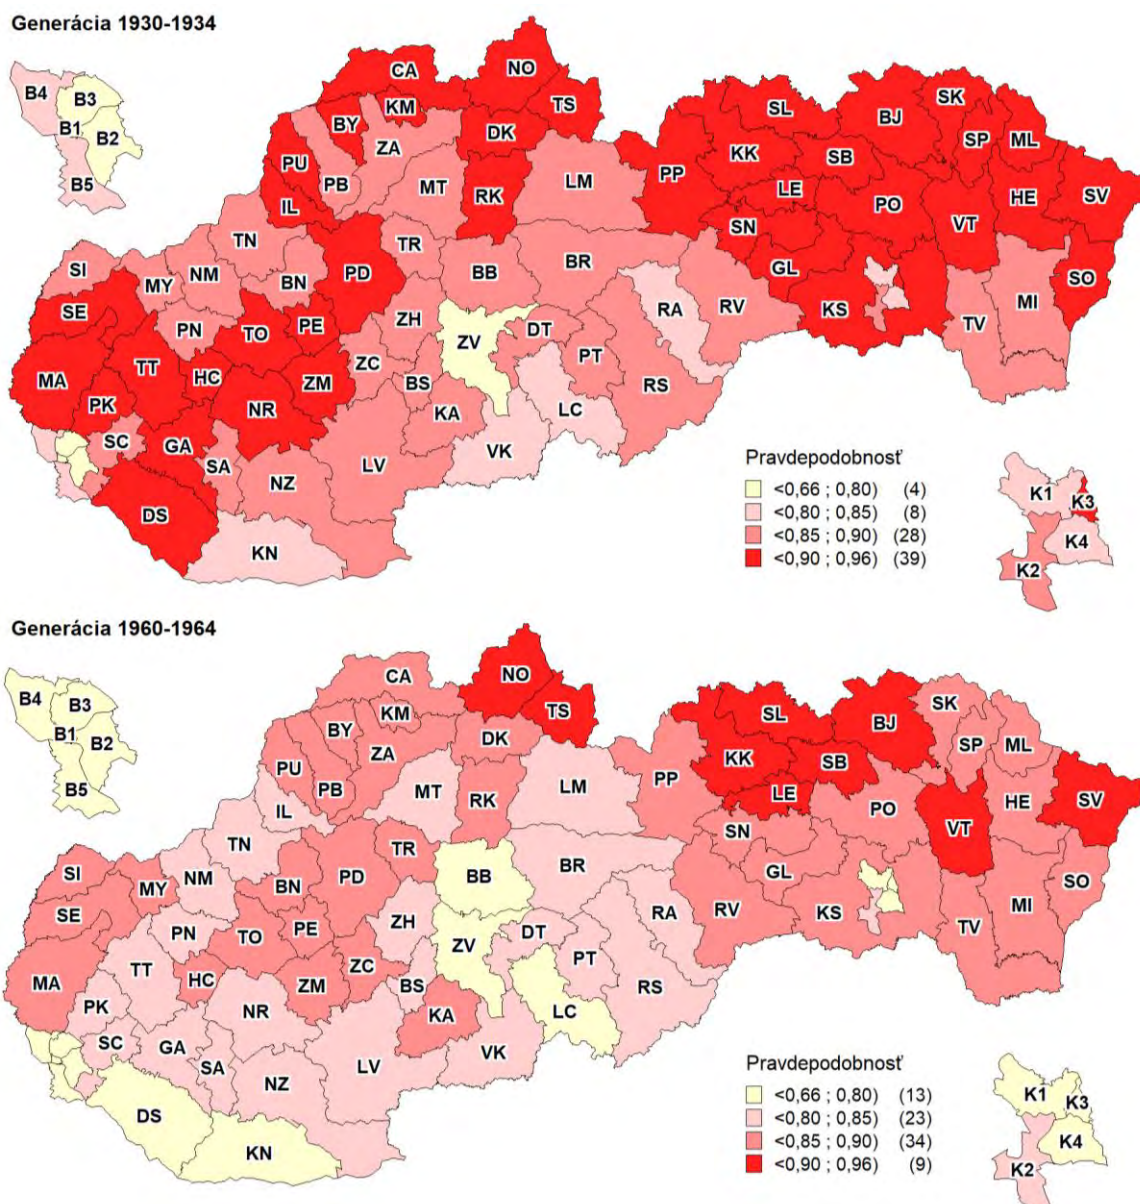 Generácia 1930-1934
B4
B3
B1
B2
B5
CA
NO
KM
TS
BY
DK
ZA
PU
PB
MT
RK
LM
IL
TN
TR
SI
MY
NM
BN
PD
BB
BR
SE
PN
TO
PE
ZH
ZV
DT
RA
RV
MA
TT
HC
ZM
ZC
BS
PT
RS
PK
NR
KA
LC
SC
GA
SA
NZ
LV
VK
DS
KN
SL
BJ
SK
KK
SB
SP
ML
PP
LE
PO
HE
SV
SN
VT
GL
KS
TV
MI
SO
Pravdepodobnosť
<0,66 ; 0,80) (4)
<0,80 ; 0,85) (8)
<0,85 ; 0,90) (28)
<0,90 ; 0,96) (39)
K1
K3
K4
K2
Generácia 1960-1964
B4
B3
B1
B2
B5
CA
NO
KM
TS
BY
DK
ZA
PU
PB
MT
RK
LM
IL
TN
TR
SI
MY
NM
BN
PD
BB
BR
SE
PN
TO
PE
ZH
ZV
DT
RA
RV
MA
TT
HC
ZM
ZC
BS
PT
RS
PK
NR
KA
LC
SC
GA
SA
NZ
LV
VK
DS
KN
SL
BJ
SK
KK
SB
SP
ML
PP
LE
PO
HE
SV
SN
VT
GL
KS
TV
MI
SO
Pravdepodobnosť
<0,66 ; 0,80) (13)
<0,80 ; 0,85) (23)
<0,85 ; 0,90) (34)
<0,90 ; 0,96) (9)
K1
K3
K4
K2